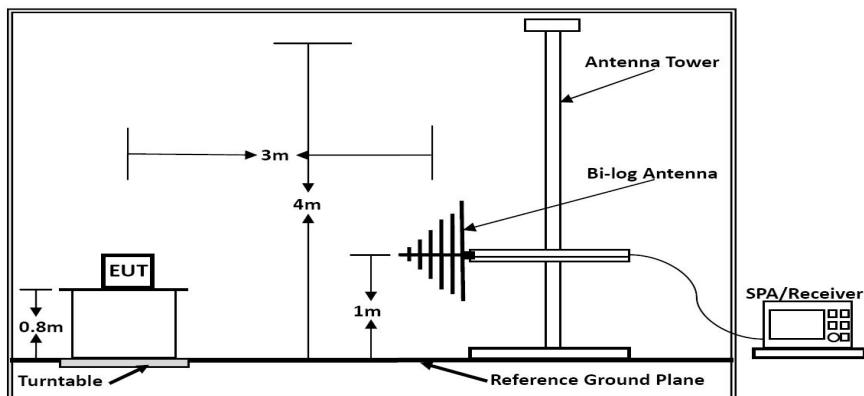 Antenna Tower
3m
Bi-log Antenna
4m
EUT
1m
SPA/Receiver
0.8m
Turntable
Reference Ground Plane